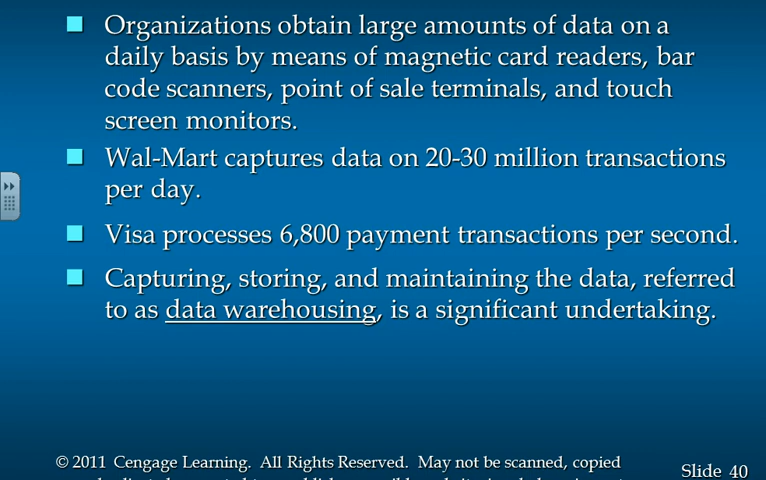 Organizations obtain large amounts of data on a
daily basis by means of magnetic card readers, bar
code scanners, point of sale terminals, and touch
screen monitors.
Wal-Mart captures data on 20-30 million transactions
per day.
Visa processes 6,800 payment transactions per second.
Capturing, storing, and maintaining the data, referred
to as data warehousing, is a significant undertaking.
© 2011 Cengage Learning. All Rights Reserved. May not be scanned, copied
Slide 40